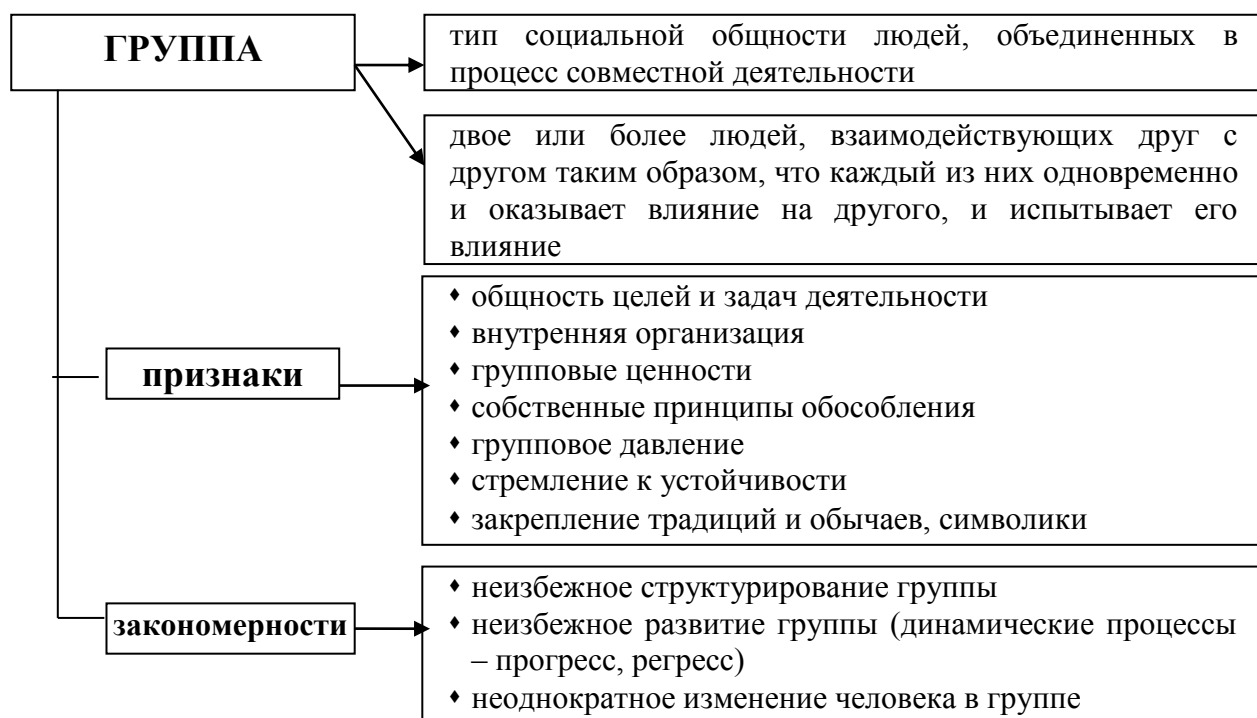 ГРУППА
тип социальной общности людей, объединенных в
процесс совместной деятельности
двое или более людей, взаимодействующих друг с
другом таким образом, что каждый из них одновременно
и оказывает влияние на другого, и испытывает его
влияние
признаки
♦ общность целей и задач деятельности
♦ внутренняя организация
♦ групповые ценности
♦ собственные принципы обособления
♦ групповое давление
♦ стремление к устойчивости
♦ закрепление традиций и обычаев, символики
закономерности
♦ неизбежное структурирование группы
♦ неизбежное развитие группы (динамические процессы
– прогресс, регресс)
♦ неоднократное изменение человека в группе